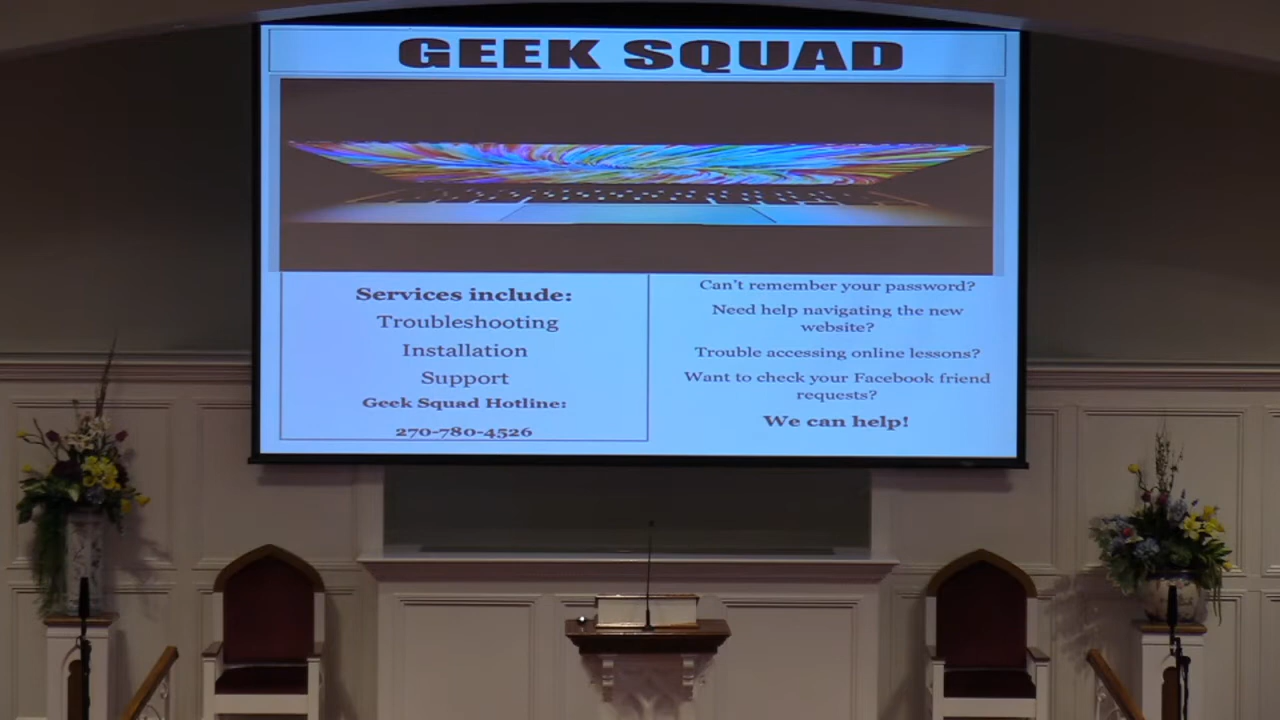 GEEK SQUAD
Services include:
Troubleshooting
Installation
Support
Geek Squad Hotline:
270-780-4526
Can't remember your password?
Need help navigating the new
website?
Trouble accessing online lessons?
Want to check your Facebook friend
requests?
We can help!